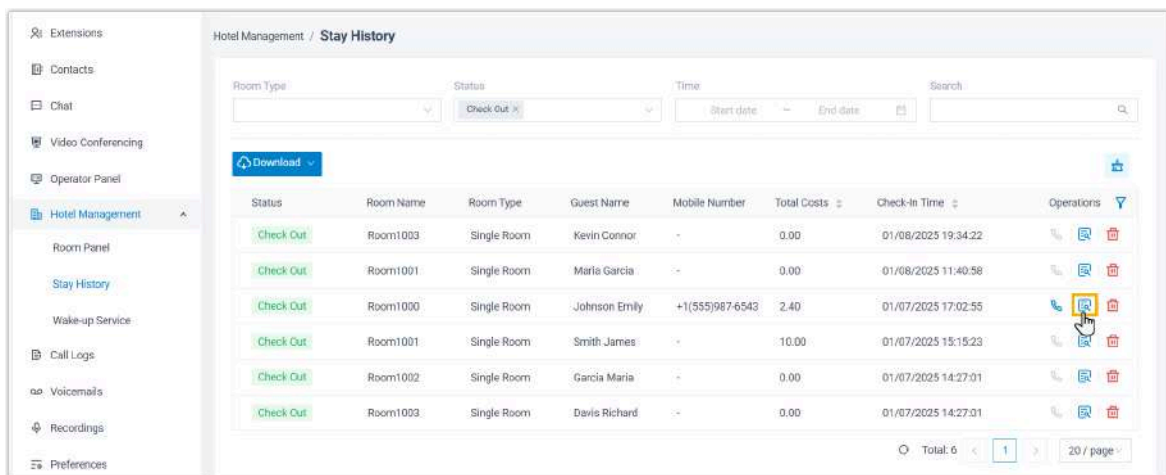 Extensions
Contacts
Chat
Video Conferencing
Operator Panel
Hotel Management
Room Panel
Stay History
Wake-up Service
Call Logs
Voicemails
Recordings
Preferences
Hotel Management / Stay History
Room Type Status Time Search
Check Out × Start date ~ End date
Download
Status Room Name Room Type Guest Name Mobile Number Total Costs Check-In Time Operations
Check Out Room1003 Single Room Kevin Connor - 0.00 01/08/2025 19:34:22
Check Out Room1001 Single Room Maria Garcia - 0.00 01/08/2025 11:40:58
Check Out Room1000 Single Room Johnson Emily +1(555)987-6543 2.40 01/07/2025 17:02:55
Check Out Room1001 Single Room Smith James - 10.00 01/07/2025 15:15:23
Check Out Room1002 Single Room Garcia Maria - 0.00 01/07/2025 14:27:01
Check Out Room1003 Single Room Davis Richard - 0.00 01/07/2025 14:27:01
Total: 6 < 1 > 20 / page